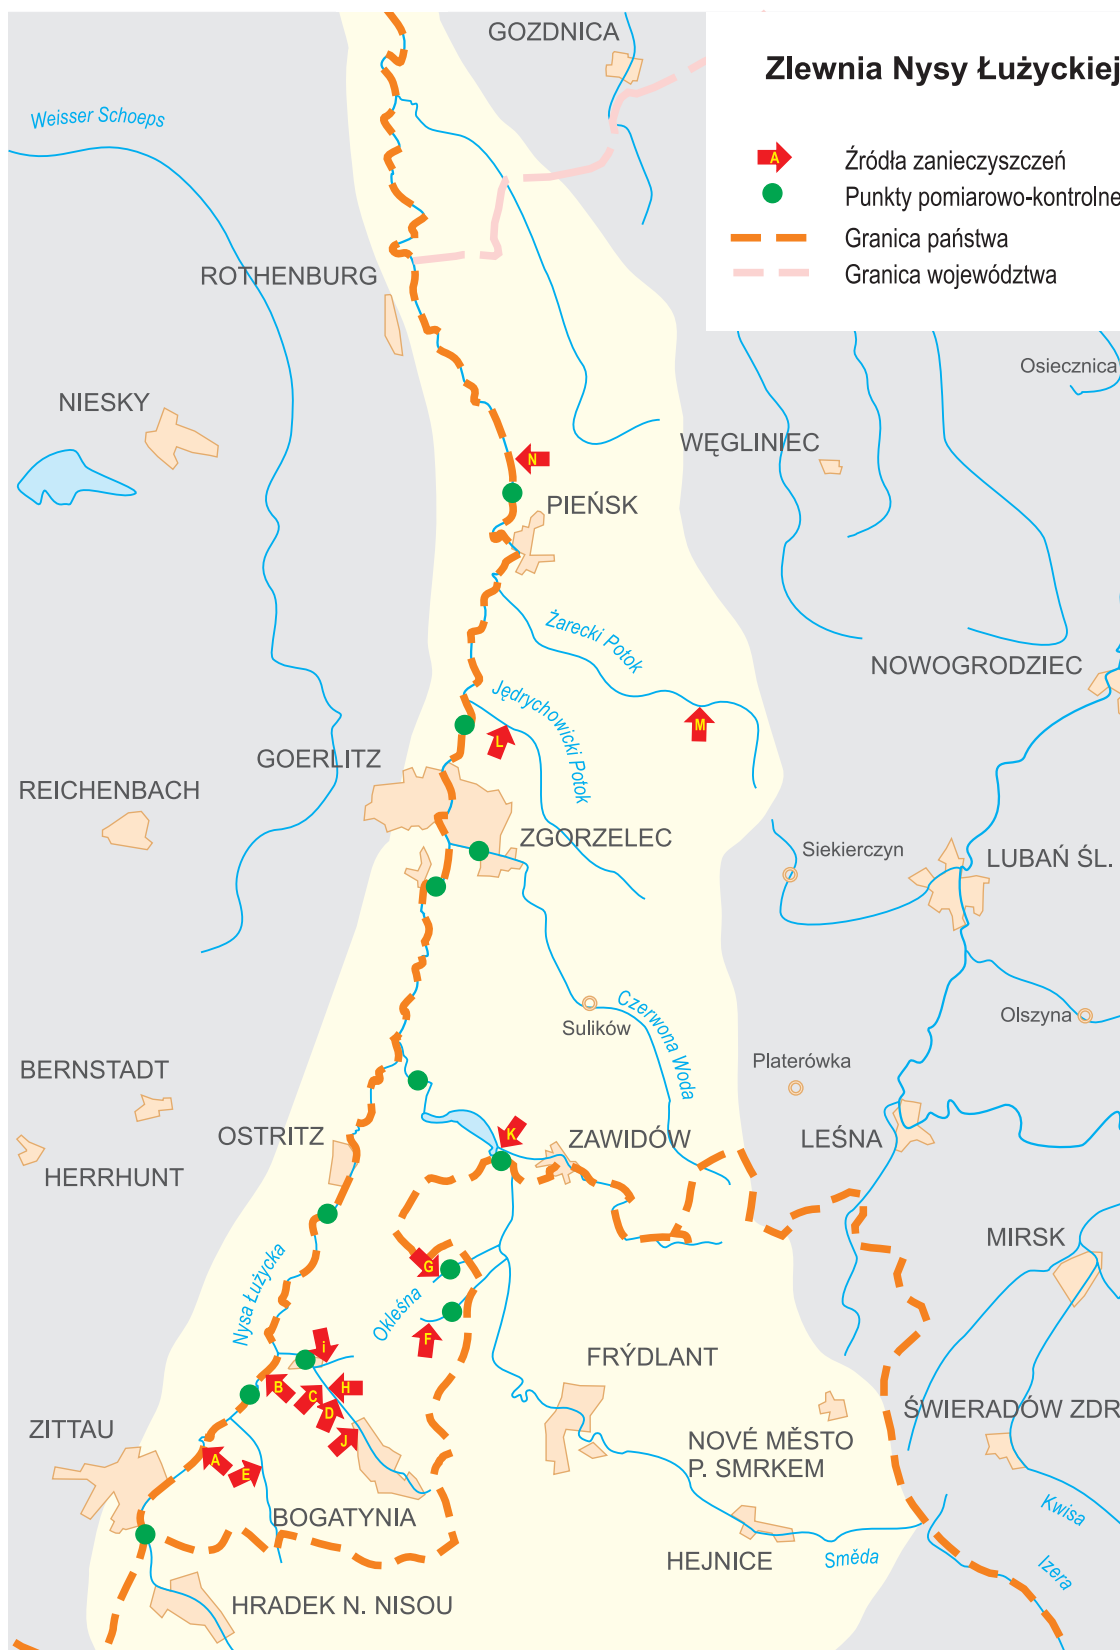 GOZDNICA
Zlewnia Nysy Łużyckiej
Weisser Schoeps
A
Źródła zanieczyszczeń
Punkty pomiarowo-kontrolne
Granica państwa
Granica województwa
ROTHENBURG
Osiecznica
NIESKY
WĘGLINIEC
N
PIEŃSK
Żarecki Potok
NOWOGRODZIEC
Jędrychowicki Potok
M
L
GOERLITZ
REICHENBACH
ZGORZELEC
Siekierczyn
LUBAŃ ŚL.
Czerwona Woda
Sulików
Olszyna
BERNSTADT
Platerówka
OSTRITZ
K
ZAWIDÓW
LEŚNA
HERRHUNT
Nysa Łużycka
MIRSK
G
Okleśna
F
i
FRÝDLANT
B
C
H
D
J
ŚWIERADÓW ZDR
ZITTAU
NOVÉ MĚSTO
P. SMRKEM
A
E
BOGATYNIA
Kwisa
HEJNICE
Směda
Izera
HRADEK N. NISOU